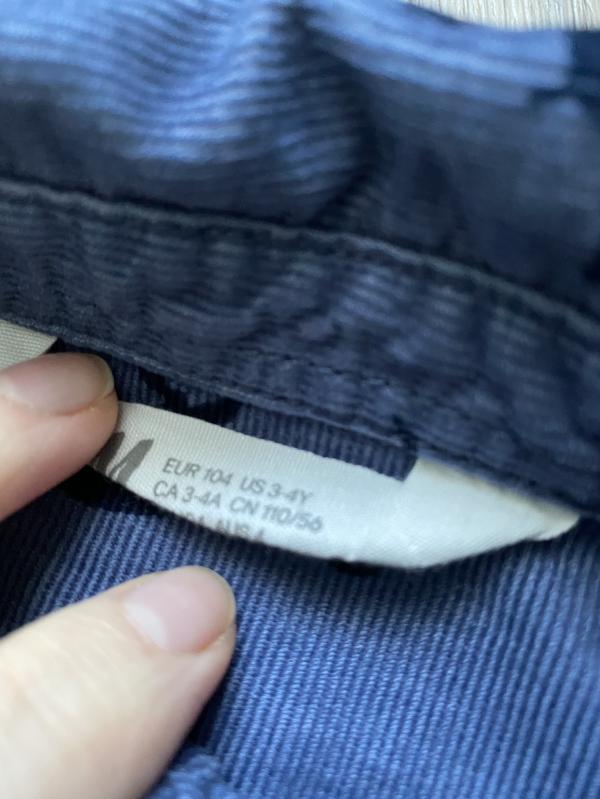 M
EUR 104 US 3-4Y
CA 3-4A CN 110/56
AUS 4